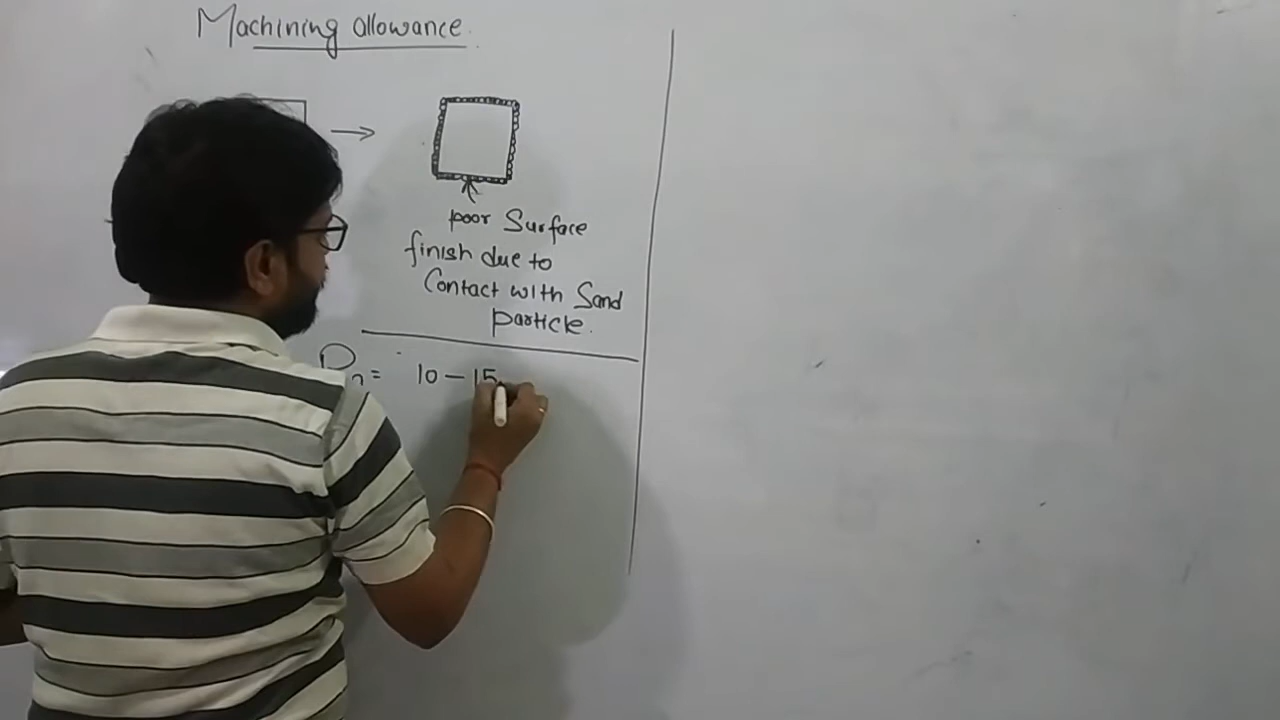 Machining allowance.
poor Surface
finish due to
Contact with Sand
particle.
= 10 – 15